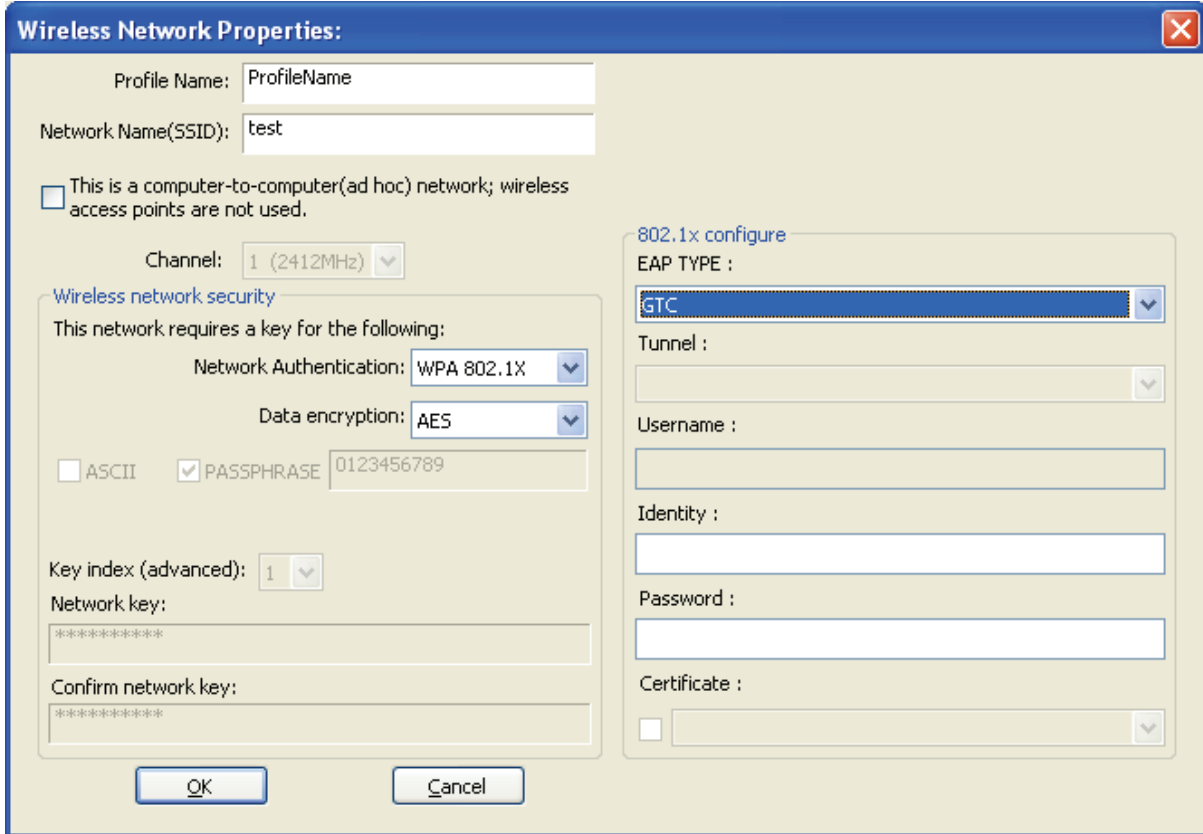 Wireless Network Properties:
Profile Name: ProfileName
Network Name(SSID): test
This is a computer-to-computer(ad hoc) network; wireless
access points are not used.
Channel: 1 (2412MHz)
Wireless network security
This network requires a key for the following:
Network Authentication: WPA 802.1X
Data encryption: AES
ASCII PASSPHRASE 0123456789
Key index (advanced): 1
Network key:
**********
Confirm network key:
**********
802.1x configure
EAP TYPE :
GTC
Tunnel :
Username :
Identity :
Password :
Certificate :
OK Cancel